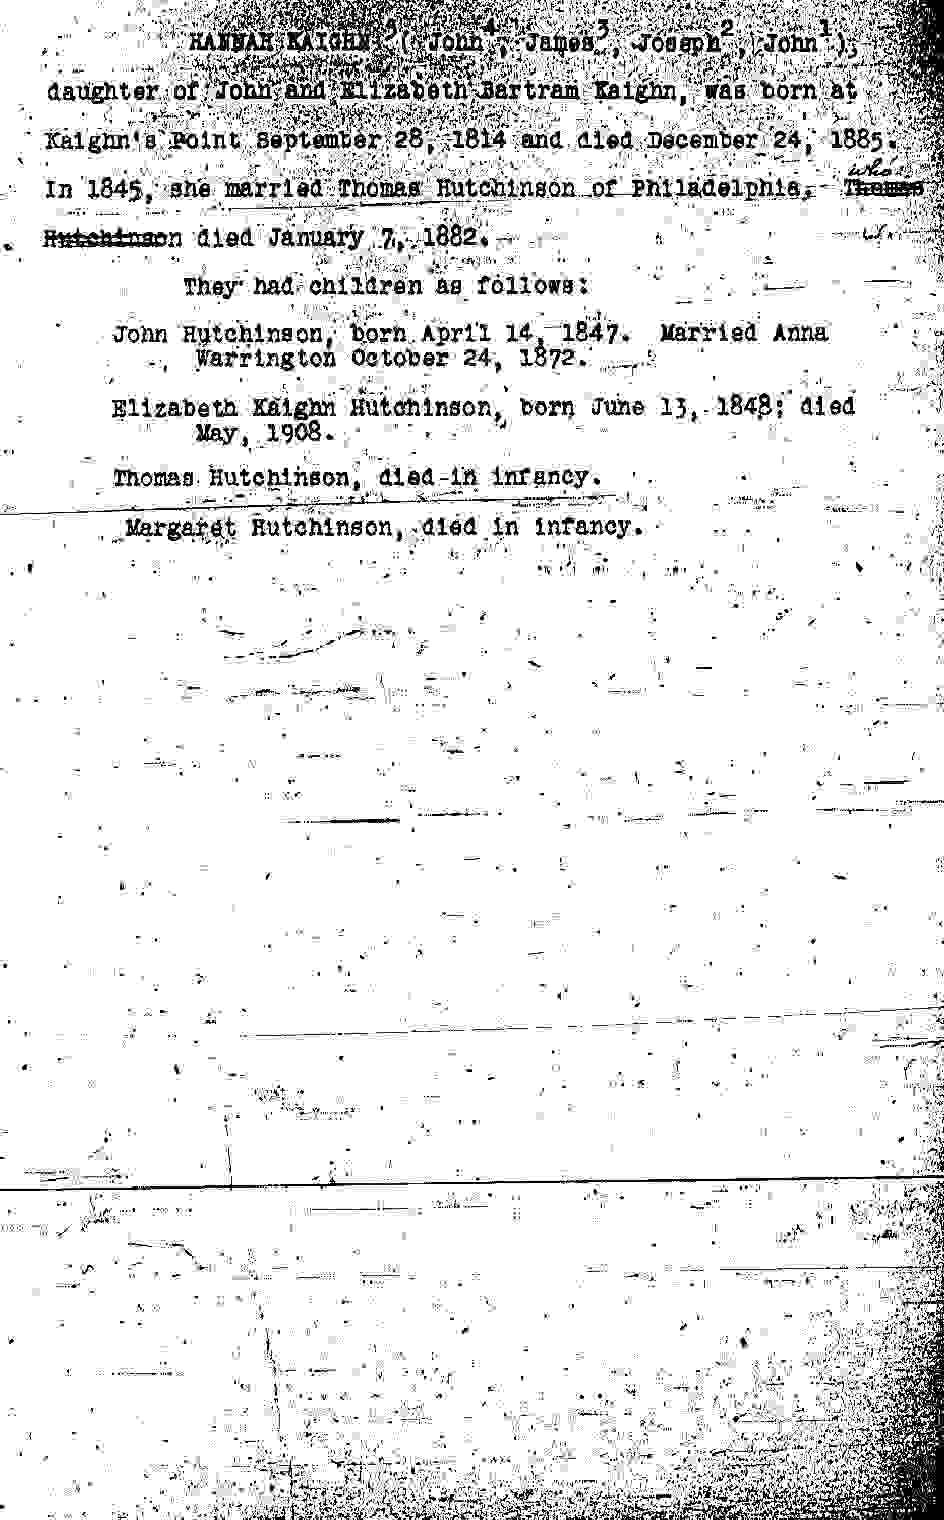 HANNAH KAIGHN⁵ ( John⁴, James³, Joseph², John¹),
daughter of John and Elizabeth Bartram Kaighn, was born at
Kaighn's Point September 28, 1814 and died December 24, 1885.
In 1845, she married Thomas Hutchinson of Philadelphia, who Thomas
Hutchinson died January 7, 1882.
They had children as follows:
John Hutchinson, born April 14, 1847. Married Anna
Warrington October 24, 1872.
Elizabeth Kaighn Hutchinson, born June 13, 1848; died
May, 1908.
Thomas Hutchinson, died in infancy.
Margaret Hutchinson, died in infancy.